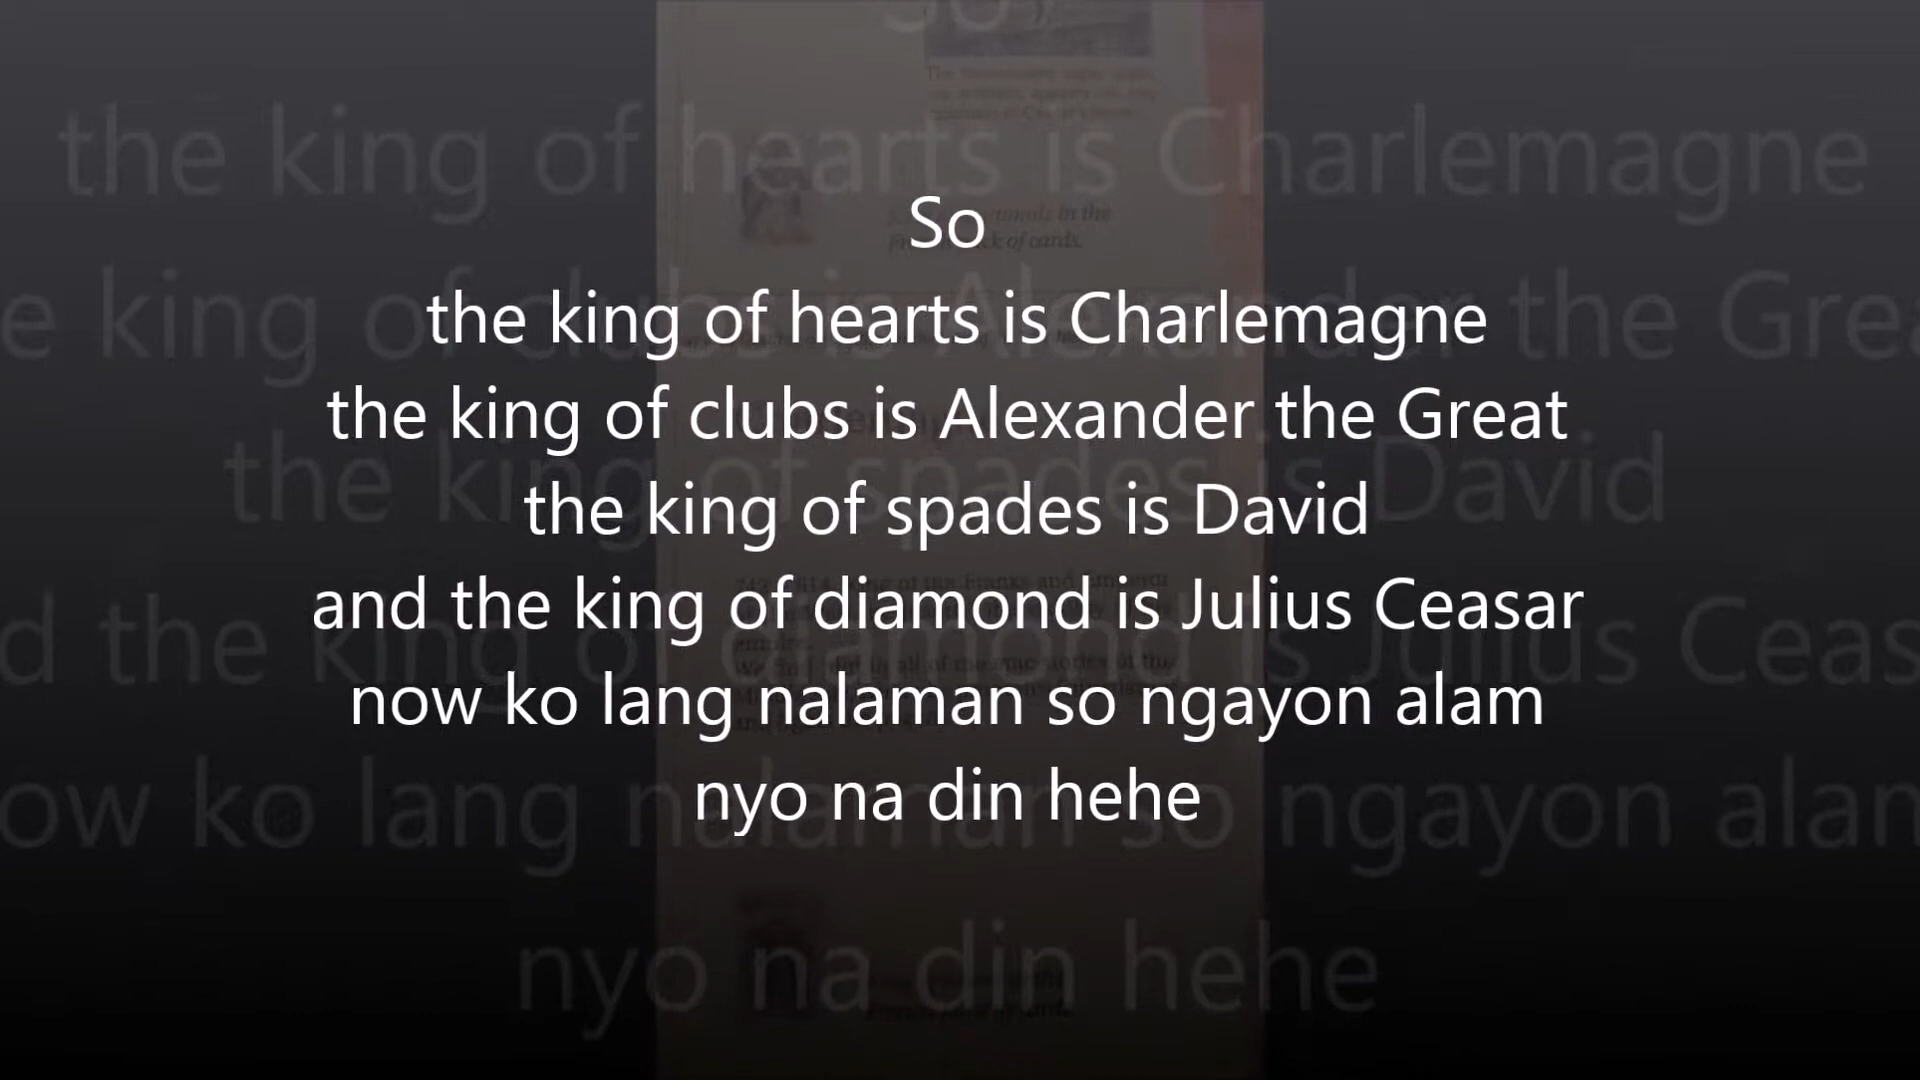 So
the king of hearts is Charlemagne
the king of clubs is Alexander the Great
the king of spades is David
and the king of diamond is Julius Ceasar
now ko lang nalaman so ngayon alam
nyo na din hehe